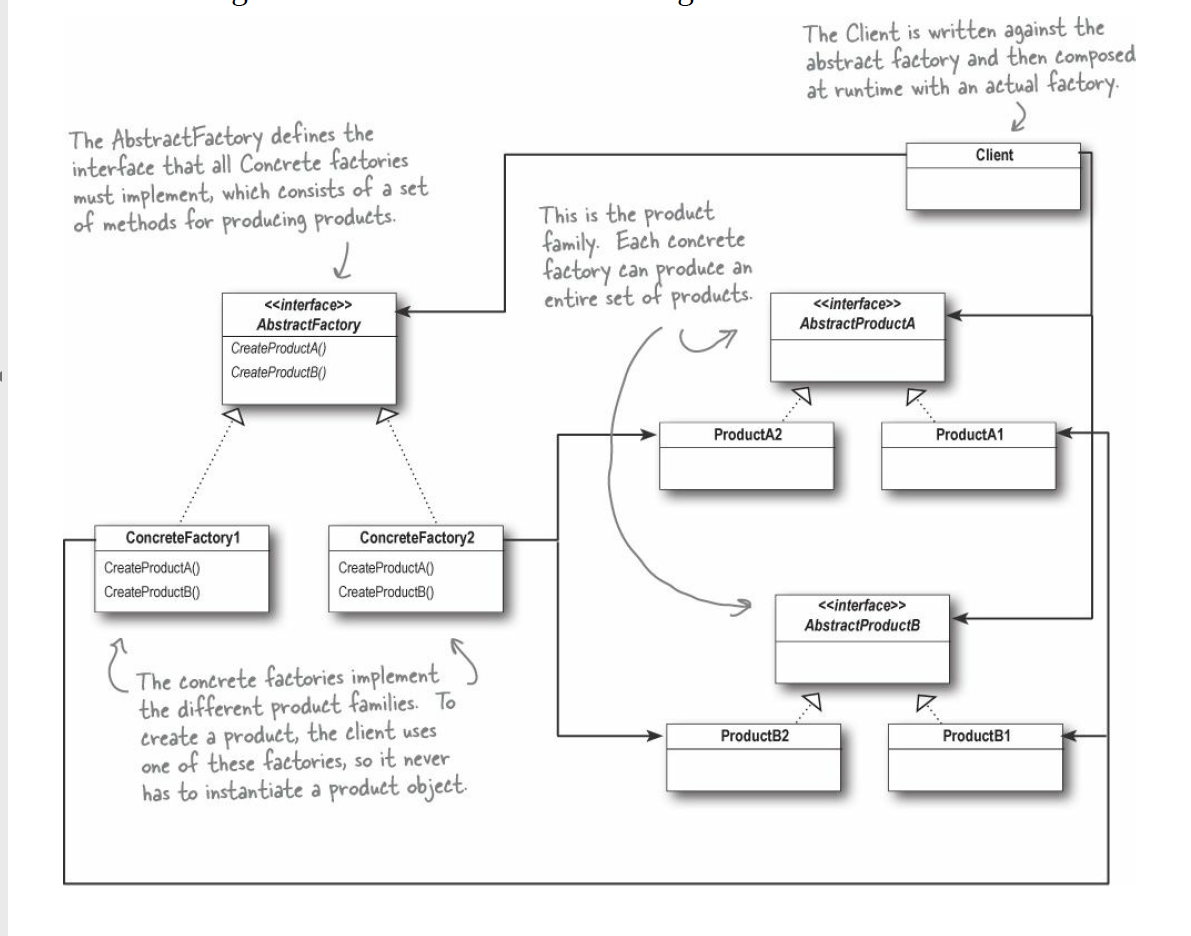 The Client is written against the
abstract factory and then composed
at runtime with an actual factory.
The AbstractFactory defines the
interface that all Concrete factories
must implement, which consists of a set
of methods for producing products.
Client
This is the product
family. Each concrete
factory can produce an
entire set of products.
<<interface>>
AbstractFactory
CreateProductA()
CreateProductB()
<<interface>>
AbstractProductA
ProductA2
ProductA1
ConcreteFactory1
CreateProductA()
CreateProductB()
ConcreteFactory2
CreateProductA()
CreateProductB()
<<interface>>
AbstractProductB
The concrete factories implement
the different product families. To
create a product, the client uses
one of these factories, so it never
has to instantiate a product object.
ProductB2
ProductB1